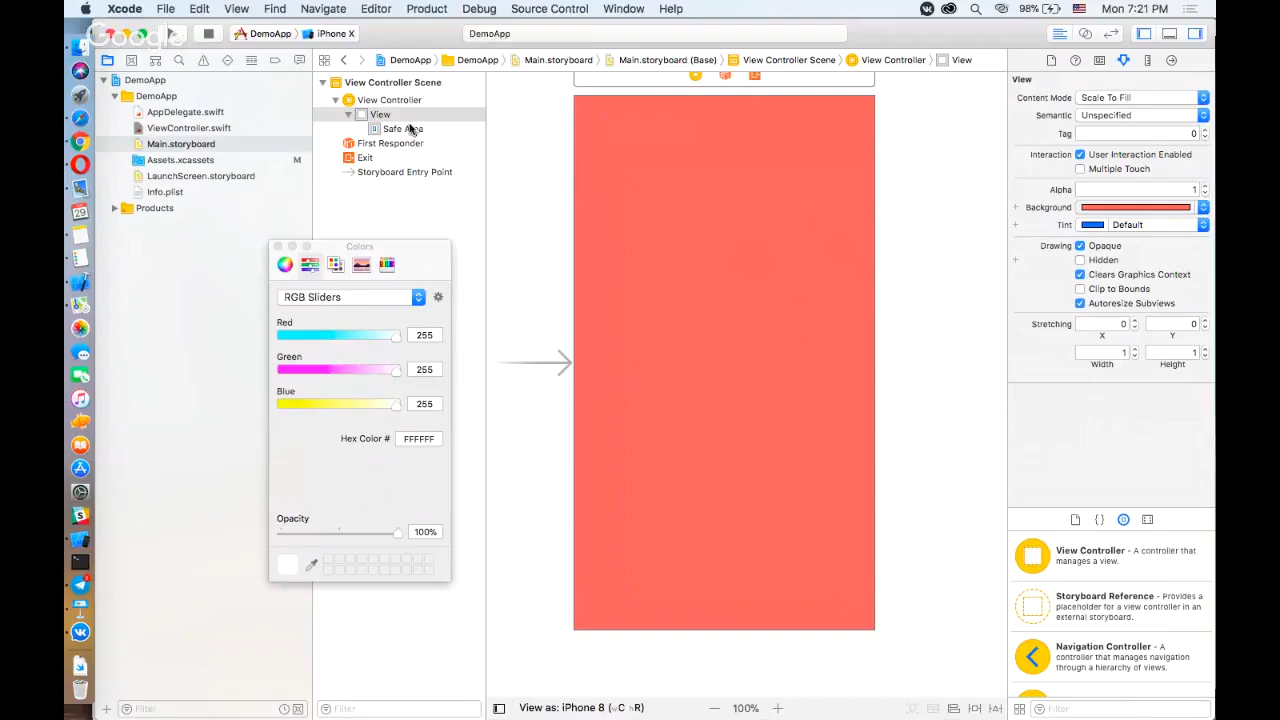 Xcode File Edit View Find Navigate Editor Product Debug Source Control Window Help 98% Mon 7:21 PM
Google
DemoApp iPhone X DemoApp
DemoApp DemoApp Main.storyboard Main.storyboard (Base) View Controller Scene View Controller View
DemoApp
DemoApp
AppDelegate.swift
ViewController.swift
Main.storyboard
Assets.xcassets M
LaunchScreen.storyboard
Info.plist
Products
View Controller Scene
View Controller
View
Safe Area
First Responder
Exit
Storyboard Entry Point
Colors
RGB Sliders
Red
255
Green
255
Blue
255
Hex Color # FFFFFF
Opacity
100%
View
Content Mode Scale To Fill
Semantic Unspecified
Tag 0
Interaction User Interaction Enabled
Multiple Touch
Alpha 1
Background
Tint Default
Drawing Opaque
Hidden
Clears Graphics Context
Clip to Bounds
Autoresize Subviews
Stretching 0 0
X Y
1 1
Width Height
View Controller - A controller that
manages a view.
Storyboard Reference - Provides a
placeholder for a view controller in an
external storyboard.
Navigation Controller - A
controller that manages navigation
through a hierarchy of views.
Filter
Filter
View as: iPhone 8 (wC hR) 100%
Filter